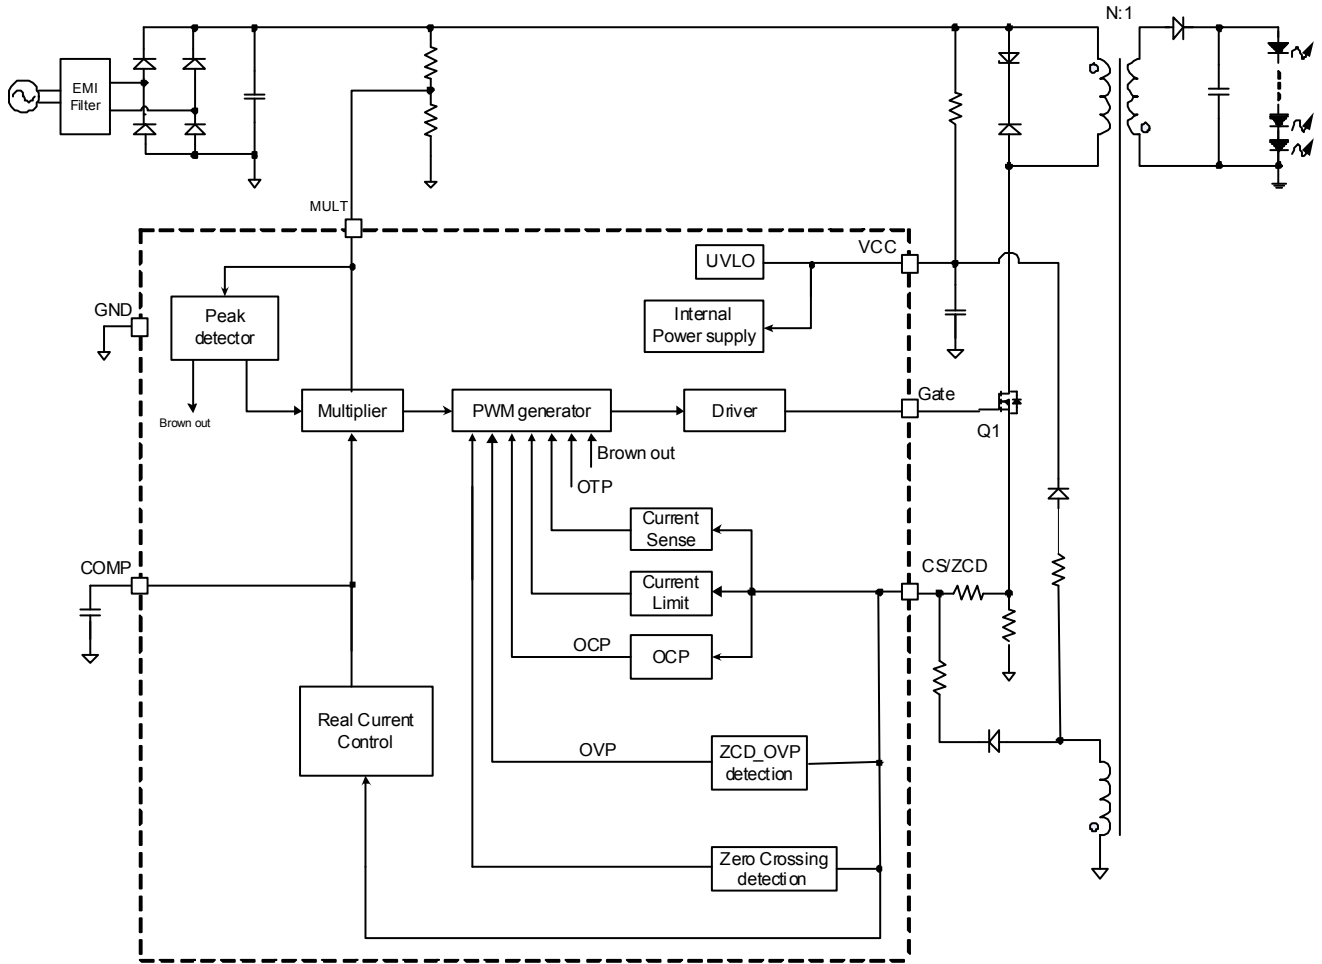 N:1
EMI
Filter
MULT
VCC
UVLO
GND
Peak
detector
Internal
Power supply
Brown out
Multiplier
PWM generator
Driver
Gate
Q1
Brown out
OTP
Current
Sense
COMP
CS/ZCD
Current
Limit
OCP
OCP
Real Current
Control
OVP
ZCD_OVP
detection
Zero Crossing
detection